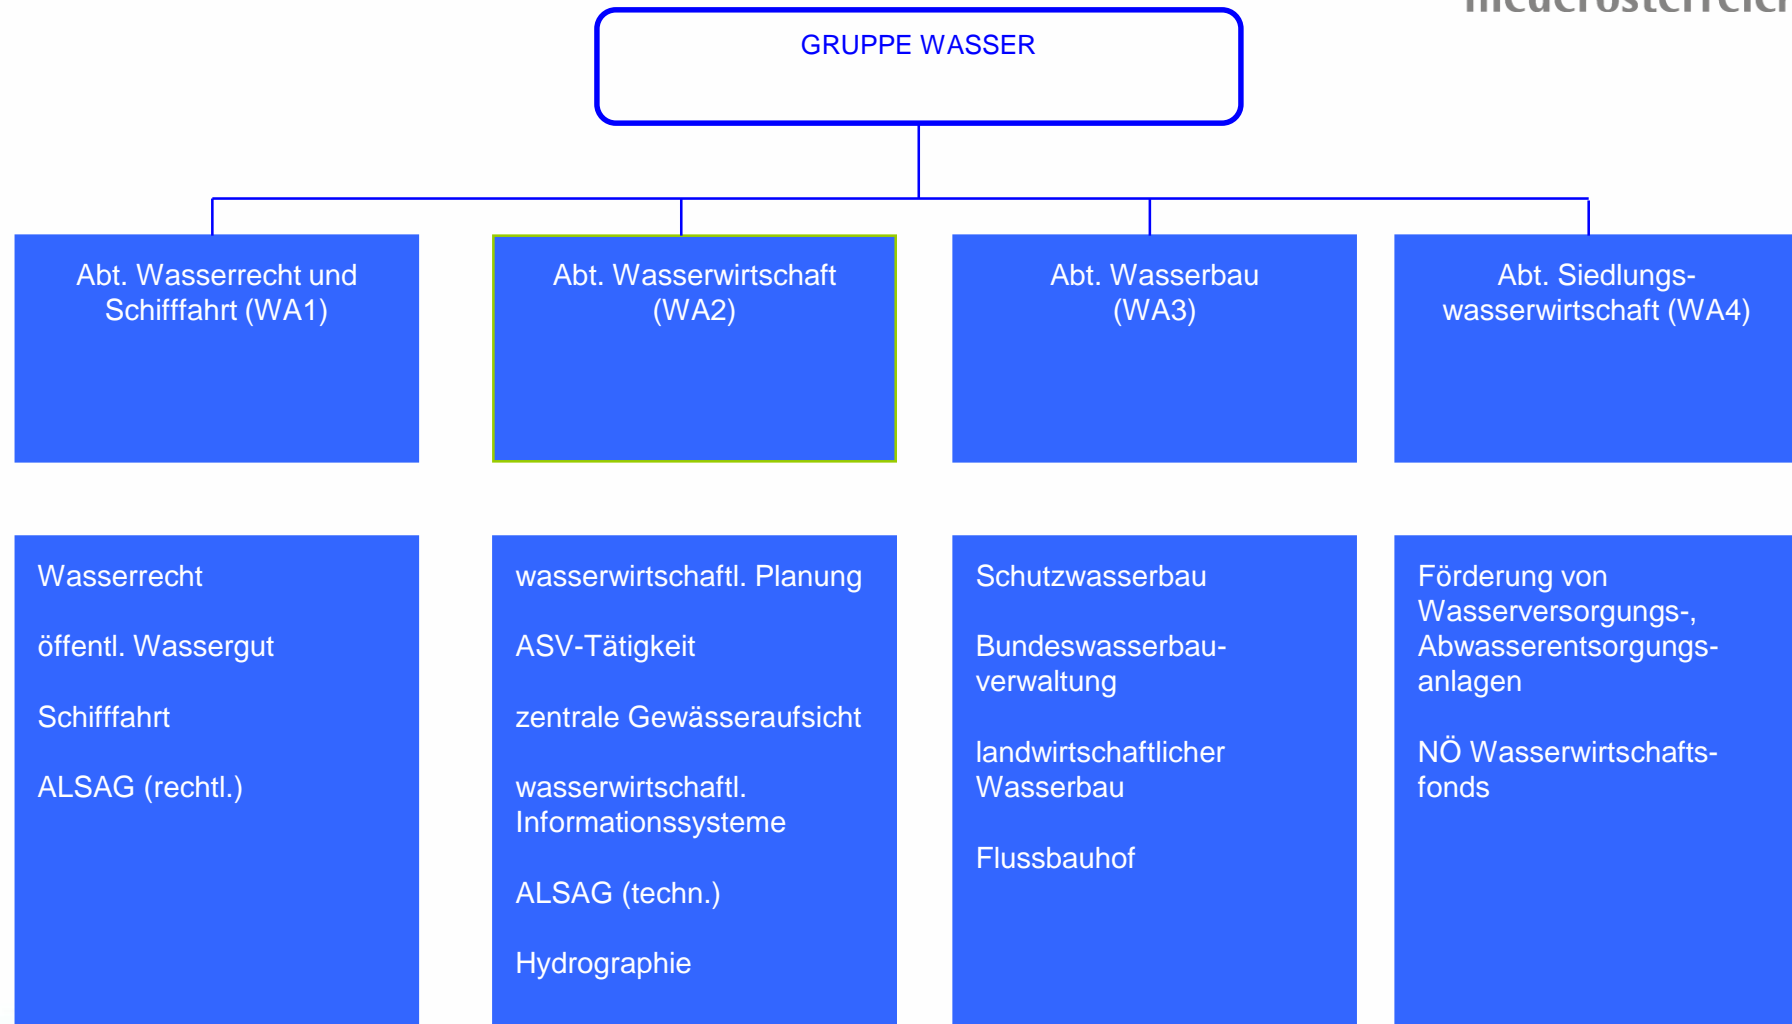 niederösterreich
GRUPPE WASSER
Abt. Wasserrecht und
Schifffahrt (WA1)
Abt. Wasserwirtschaft
(WA2)
Abt. Wasserbau
(WA3)
Abt. Siedlungs-
wasserwirtschaft (WA4)
Wasserrecht
öffentl. Wassergut
Schifffahrt
ALSAG (rechtl.)
wasserwirtschaftl. Planung
ASV-Tätigkeit
zentrale Gewässeraufsicht
wasserwirtschaftl.
Informationssysteme
ALSAG (techn.)
Hydrographie
Schutzwasserbau
Bundeswasserbau-
verwaltung
landwirtschaftlicher
Wasserbau
Flussbauhof
Förderung von
Wasserversorgungs-,
Abwasserentsorgungs-
anlagen
NÖ Wasserwirtschafts-
fonds